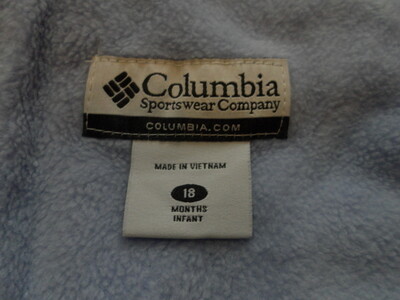 Columbia
Sportswear Company
COLUMBIA.COM
MADE IN VIETNAM
18
MONTHS
INFANT